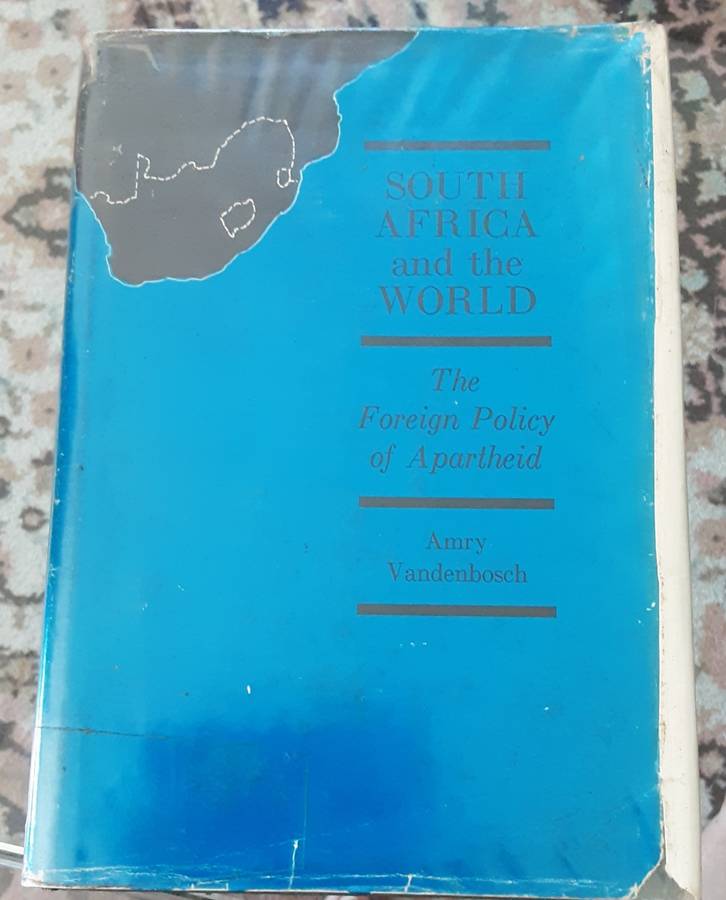 SOUTH
AFRICA
and the
WORLD
The
Foreign Policy
of Apartheid
Amry
Vandenbosch